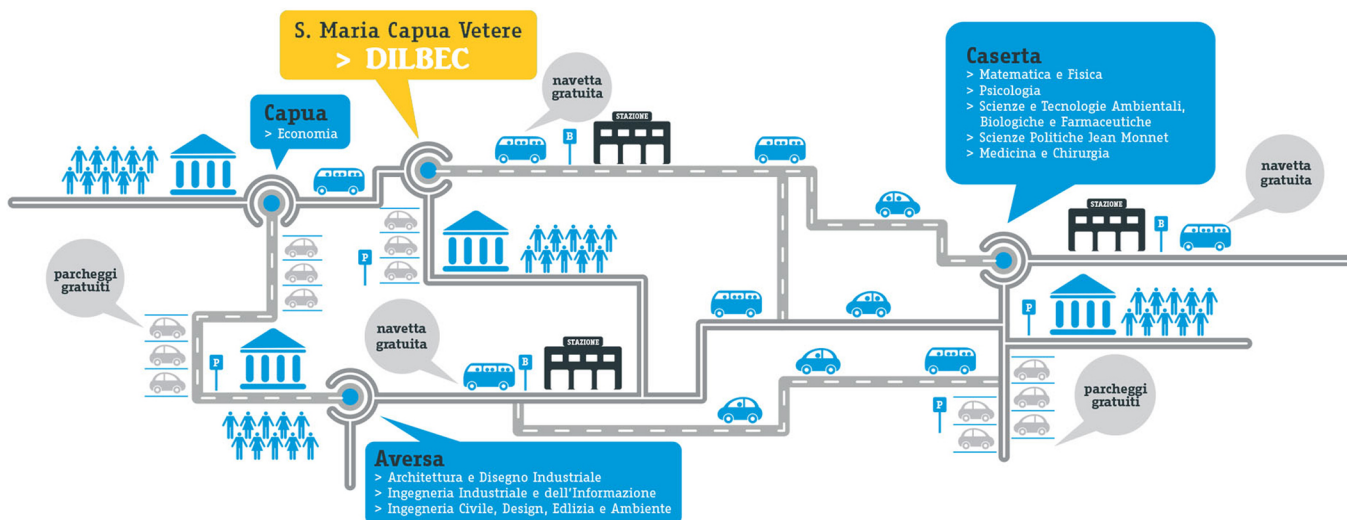 S. Maria Capua Vetere
> DILBEC
Capua
> Economia
navetta
gratuita
B
STAZIONE
Caserta
> Matematica e Fisica
> Psicologia
> Scienze e Tecnologie Ambientali,
Biologiche e Farmaceutiche
> Scienze Politiche Jean Monnet
> Medicina e Chirurgia
navetta
gratuita
STAZIONE
B
P
parcheggi
gratuiti
P
navetta
gratuita
B
STAZIONE
P
P
parcheggi
gratuiti
Aversa
> Architettura e Disegno Industriale
> Ingegneria Industriale e dell'Informazione
> Ingegneria Civile, Design, Edlizia e Ambiente